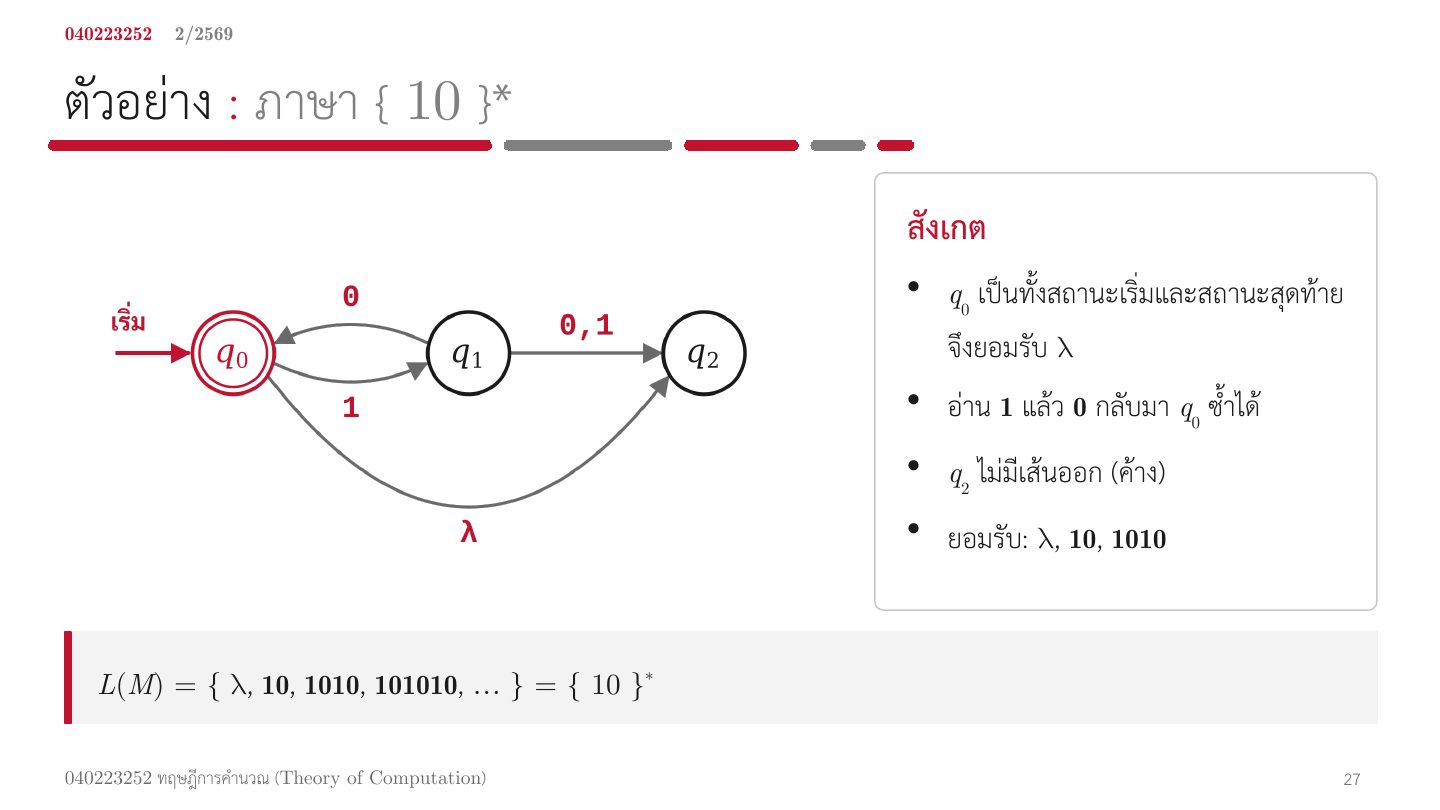 040223252 2/2569
ตัวอย่าง : ภาษา { 10 }*
สังเกต
• q0 เป็นทั้งสถานะเริ่มและสถานะสุดท้าย
จึงยอมรับ λ
• อ่าน 1 แล้ว 0 กลับมา q0 ซ้ำได้
• q2 ไม่มีเส้นออก (ค้าง)
• ยอมรับ: λ, 10, 1010
เริ่ม
0
0,1
q0
q1
q2
1
λ
L(M) = { λ, 10, 1010, 101010, … } = { 10 }*
040223252 ทฤษฎีการคำนวณ (Theory of Computation)
27